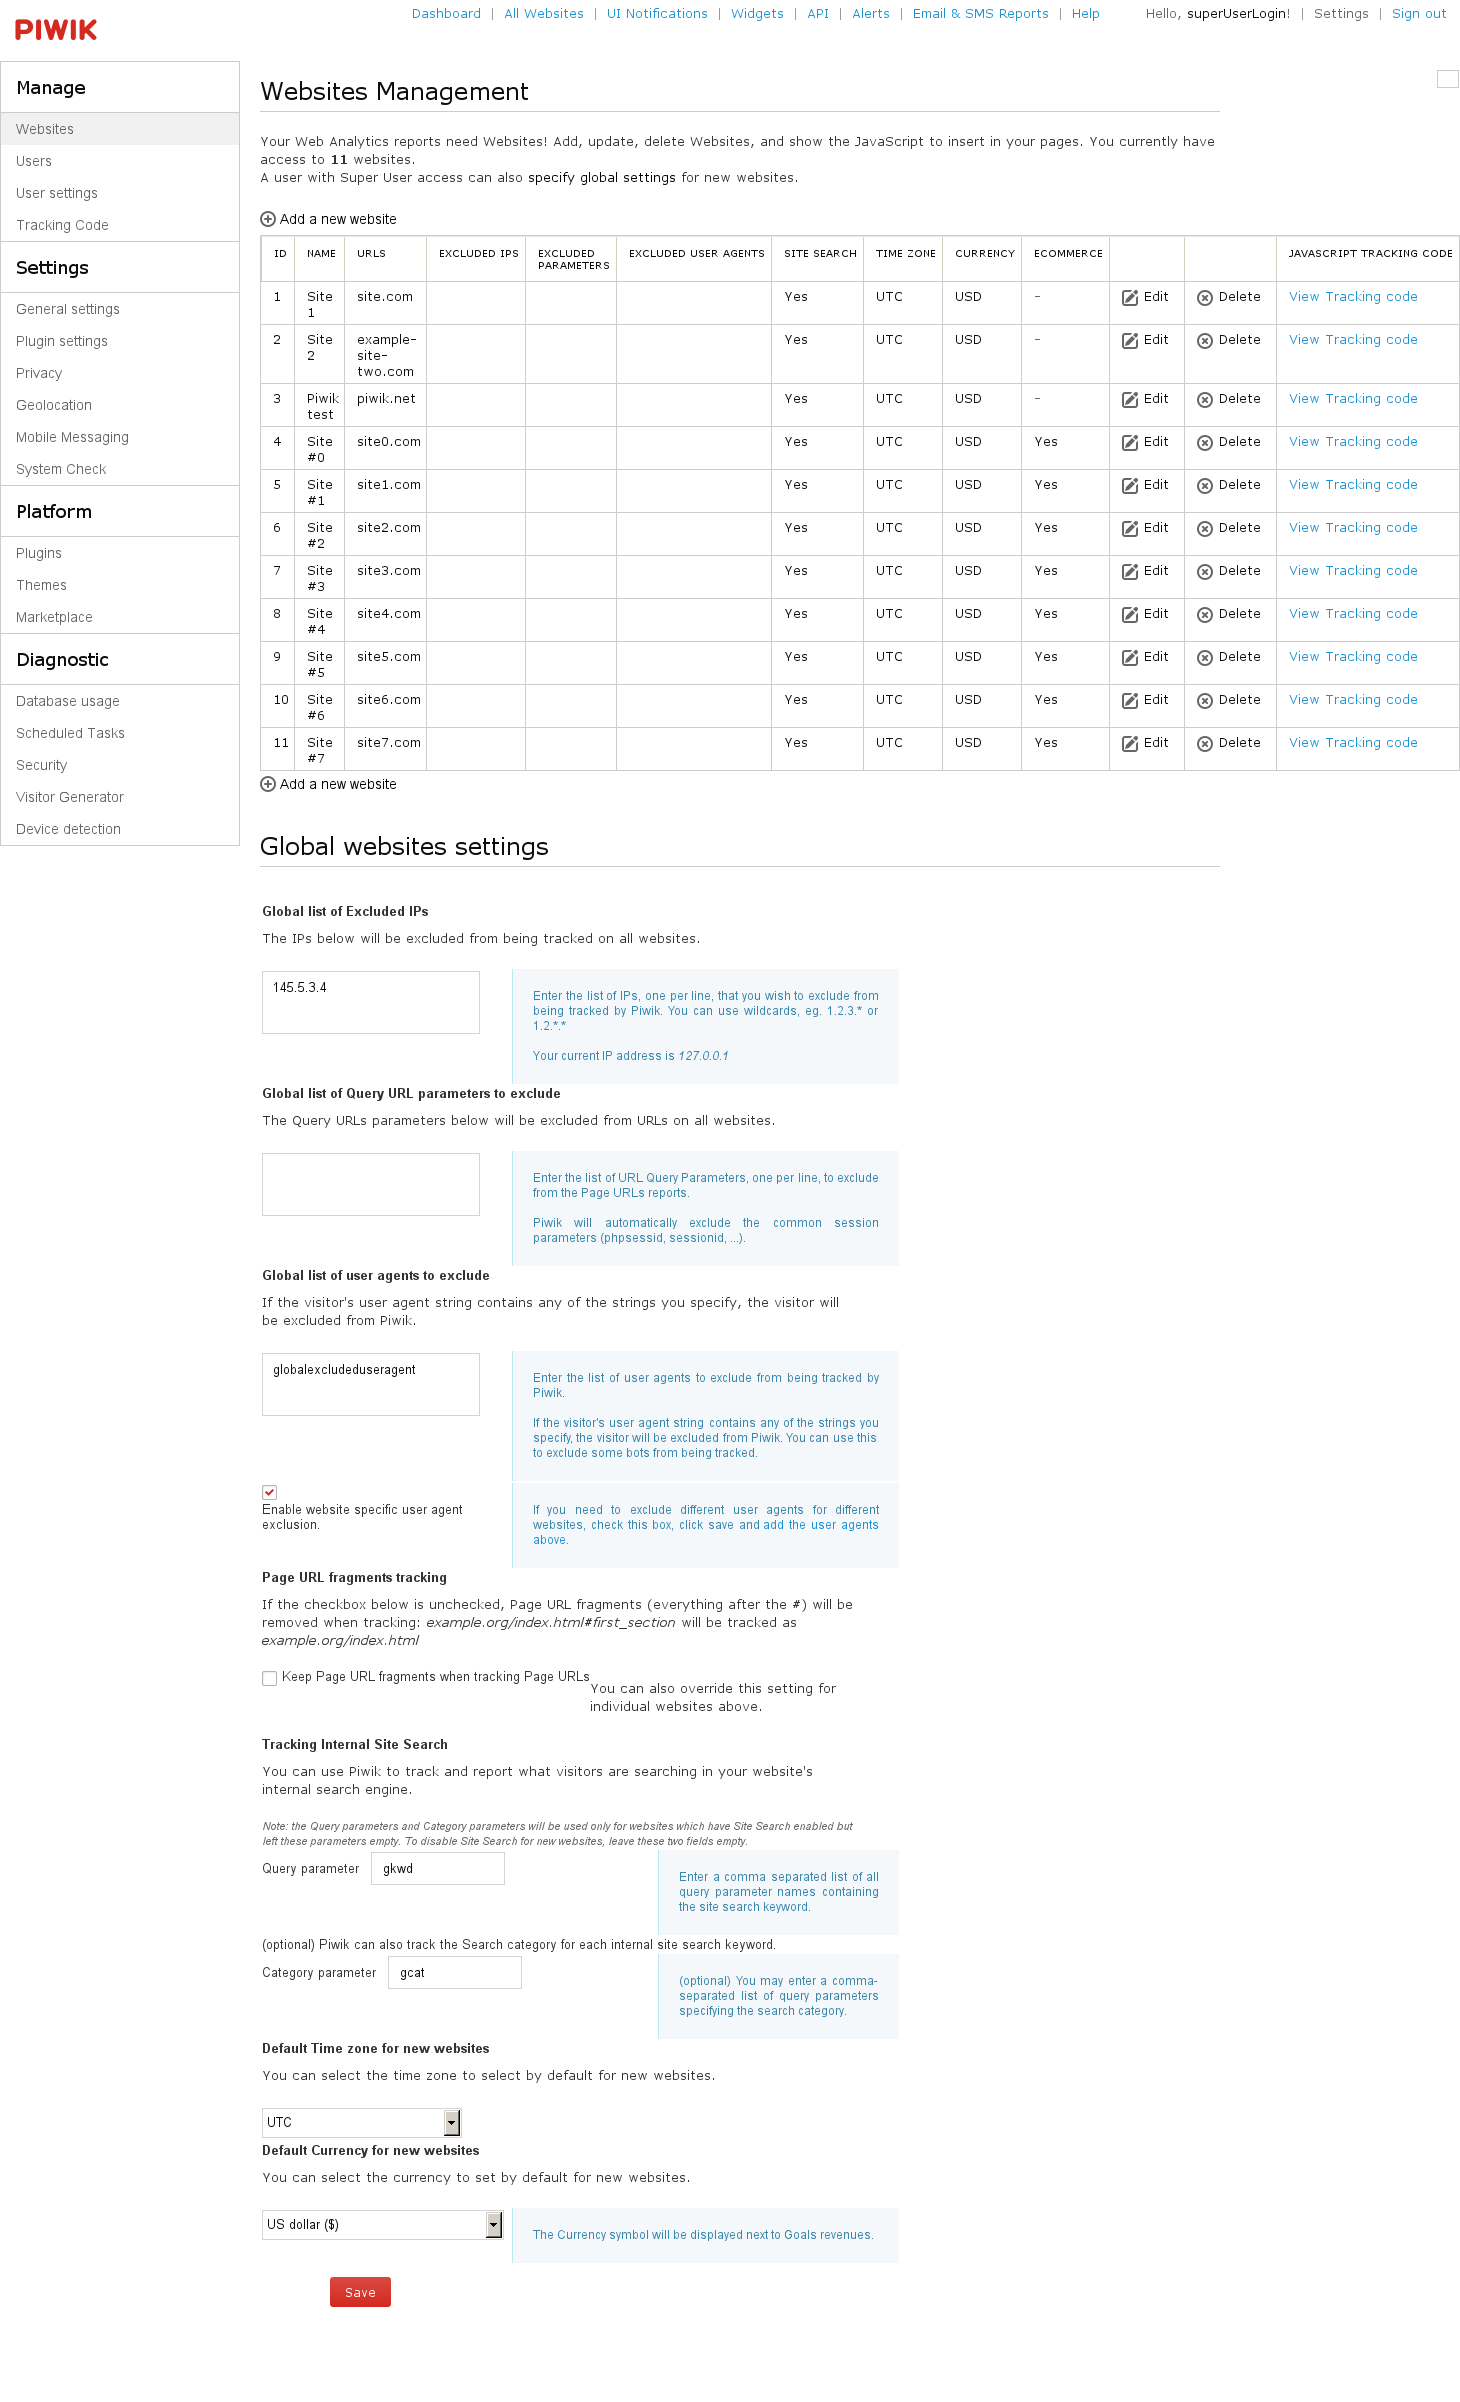 PIWIK
Dashboard | All Websites | UI Notifications | Widgets | API | Alerts | Email & SMS Reports | Help
Hello, superUserLogin! | Settings | Sign out
Manage
Websites
Users
User settings
Tracking Code
Settings
General settings
Plugin settings
Privacy
Geolocation
Mobile Messaging
System Check
Platform
Plugins
Themes
Marketplace
Diagnostic
Database usage
Scheduled Tasks
Security
Visitor Generator
Device detection
Websites Management
Your Web Analytics reports need Websites! Add, update, delete Websites, and show the JavaScript to insert in your pages. You currently have
access to 11 websites.
A user with Super User access can also specify global settings for new websites.
Add a new website
ID NAME URLS EXCLUDED IPS EXCLUDED PARAMETERS EXCLUDED USER AGENTS SITE SEARCH TIME ZONE CURRENCY ECOMMERCE JAVASCRIPT TRACKING CODE
1 Site 1 site.com Yes UTC USD - Edit Delete View Tracking code
2 Site 2 example-site-two.com Yes UTC USD - Edit Delete View Tracking code
3 Piwik test piwik.net Yes UTC USD - Edit Delete View Tracking code
4 Site #0 site0.com Yes UTC USD Yes Edit Delete View Tracking code
5 Site #1 site1.com Yes UTC USD Yes Edit Delete View Tracking code
6 Site #2 site2.com Yes UTC USD Yes Edit Delete View Tracking code
7 Site #3 site3.com Yes UTC USD Yes Edit Delete View Tracking code
8 Site #4 site4.com Yes UTC USD Yes Edit Delete View Tracking code
9 Site #5 site5.com Yes UTC USD Yes Edit Delete View Tracking code
10 Site #6 site6.com Yes UTC USD Yes Edit Delete View Tracking code
11 Site #7 site7.com Yes UTC USD Yes Edit Delete View Tracking code
Add a new website
Global websites settings
Global list of Excluded IPs
The IPs below will be excluded from being tracked on all websites.
145.5.3.4
Enter the list of IPs, one per line, that you wish to exclude from
being tracked by Piwik. You can use wildcards, eg. 1.2.3.* or
1.2.*.*
Your current IP address is 127.0.0.1
Global list of Query URL parameters to exclude
The Query URLs parameters below will be excluded from URLs on all websites.
Enter the list of URL Query Parameters, one per line, to exclude
from the Page URLs reports.
Piwik will automatically exclude the common session
parameters (phpsessid, sessionid, ...).
Global list of user agents to exclude
If the visitor's user agent string contains any of the strings you specify, the visitor will
be excluded from Piwik.
globalexcludeduseragent
Enter the list of user agents to exclude from being tracked by
Piwik.
If the visitor's user agent string contains any of the strings you
specify, the visitor will be excluded from Piwik. You can use this
to exclude some bots from being tracked.
Enable website specific user agent
exclusion.
If you need to exclude different user agents for different
websites, check this box, click save and add the user agents
above.
Page URL fragments tracking
If the checkbox below is unchecked, Page URL fragments (everything after the #) will be
removed when tracking: example.org/index.html#first_section will be tracked as
example.org/index.html
Keep Page URL fragments when tracking Page URLs
You can also override this setting for
individual websites above.
Tracking Internal Site Search
You can use Piwik to track and report what visitors are searching in your website's
internal search engine.
Note: the Query parameters and Category parameters will be used only for websites which have Site Search enabled but
left these parameters empty. To disable Site Search for new websites, leave these two fields empty.
Query parameter gkwd
Enter a comma separated list of all
query parameter names containing
the site search keyword.
(optional) Piwik can also track the Search category for each internal site search keyword.
Category parameter gcat
(optional) You may enter a comma-
separated list of query parameters
specifying the search category.
Default Time zone for new websites
You can select the time zone to select by default for new websites.
UTC
Default Currency for new websites
You can select the currency to set by default for new websites.
US dollar ($)
The Currency symbol will be displayed next to Goals revenues.
Save